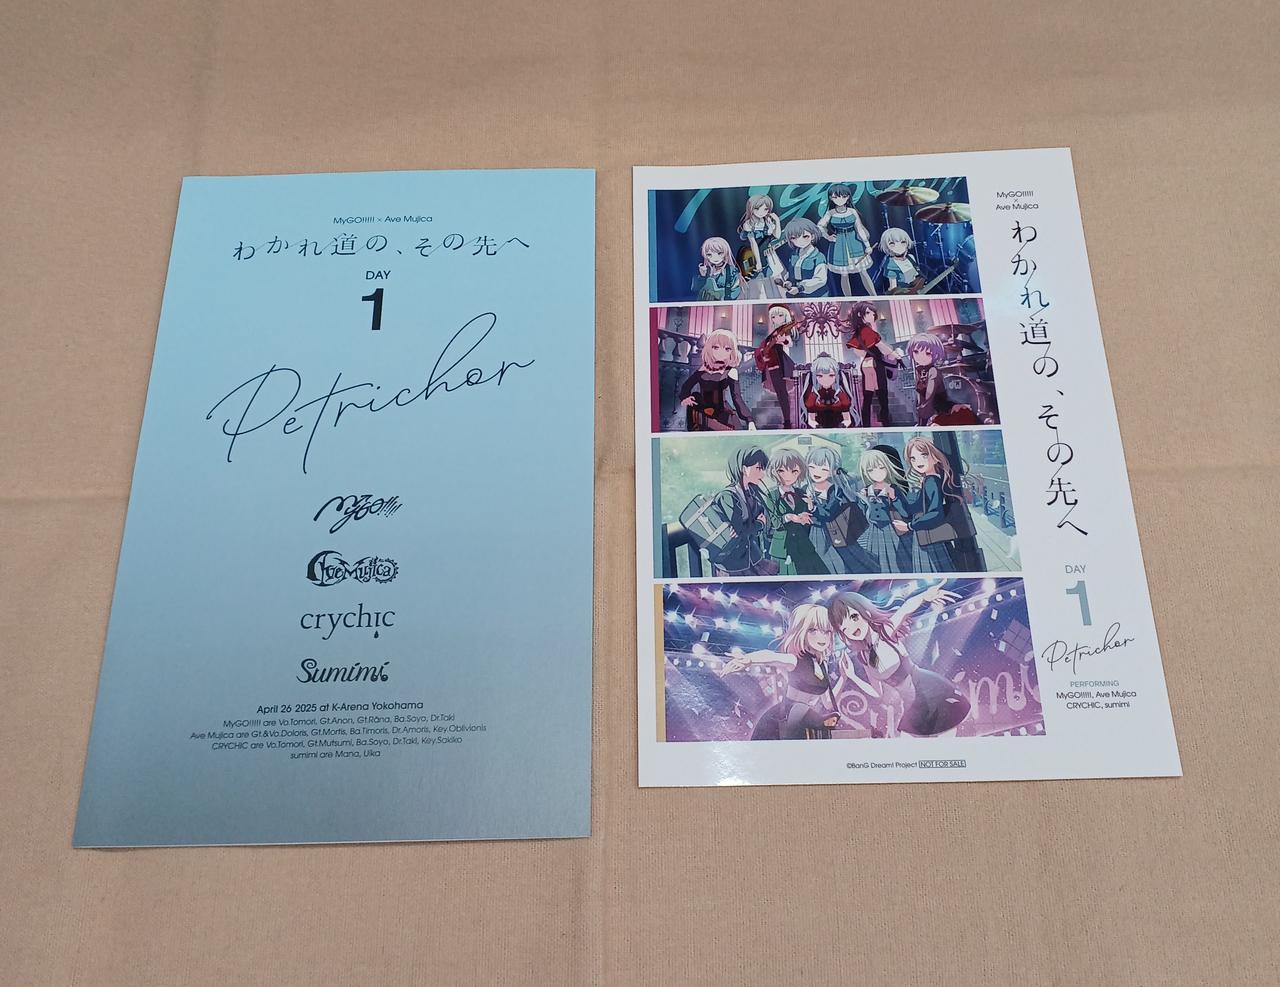 MyGO!!!!! × Ave Mujica
わかれ道の、その先へ
DAY
1
Petrichor
MyGO!!!!!
Ave Mujica
crychic
Sumimi
April 26 2025 at K-Arena Yokohama
MyGO!!!!! are Vo.Tomori, Gt.Anon, Gt.Rāna, Ba.Soyo, Dr.Taki
Ave Mujica are Gt.&Vo.Doloris, Gt.Mortis, Ba.Timoris, Dr.Amoris, Key.Oblivionis
CRYCHIC are Vo.Tomori, Gt.Mutsumi, Ba.Soyo, Dr.Taki, Key.Sakiko
sumimi are Mana, Uika
MyGO!!!!!
×
Ave Mujica
わかれ道の、その先へ
DAY
1
Petrichor
PERFORMING
MyGO!!!!!, Ave Mujica
CRYCHIC, sumimi
Sumimi
©BanG Dream! Project NOT FOR SALE